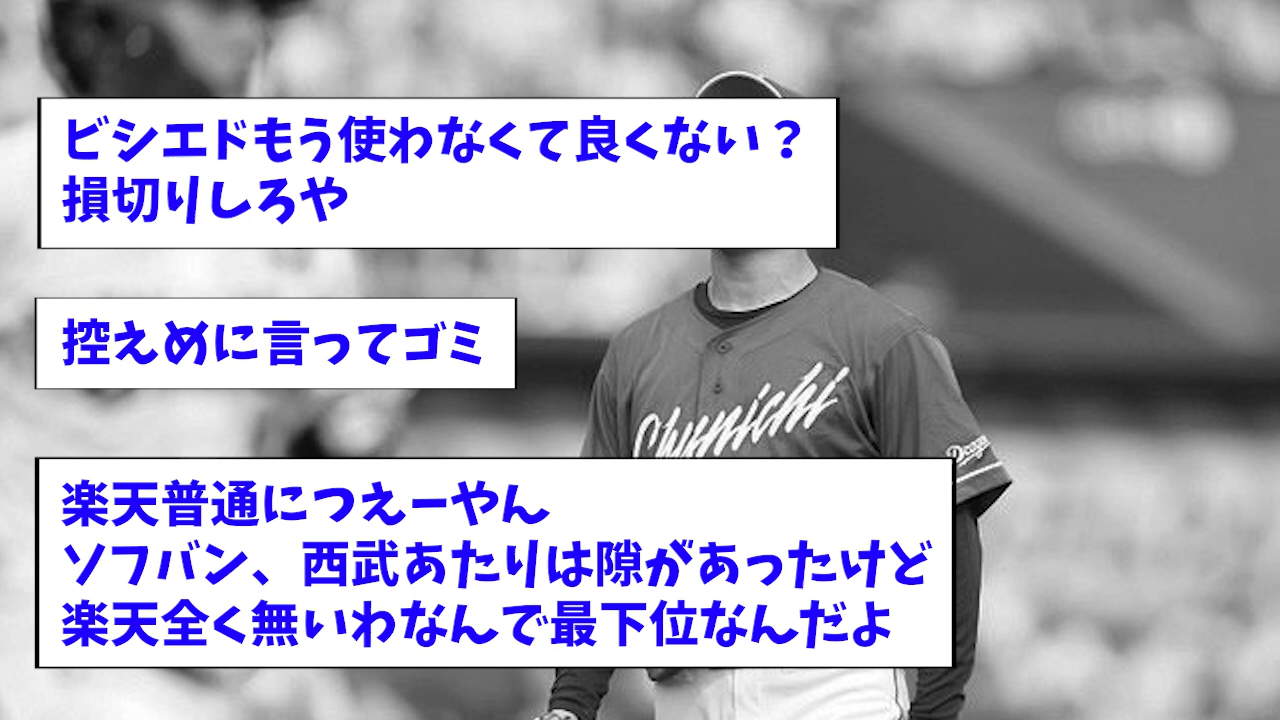 ビシエドもう使わなくて良くない？
損切りしろや
控えめに言ってゴミ
Chunichi
Dragon
楽天普通につえーやん
ソフバン、西武あたりは隙があったけど
楽天全く無いわなんで最下位なんだよ